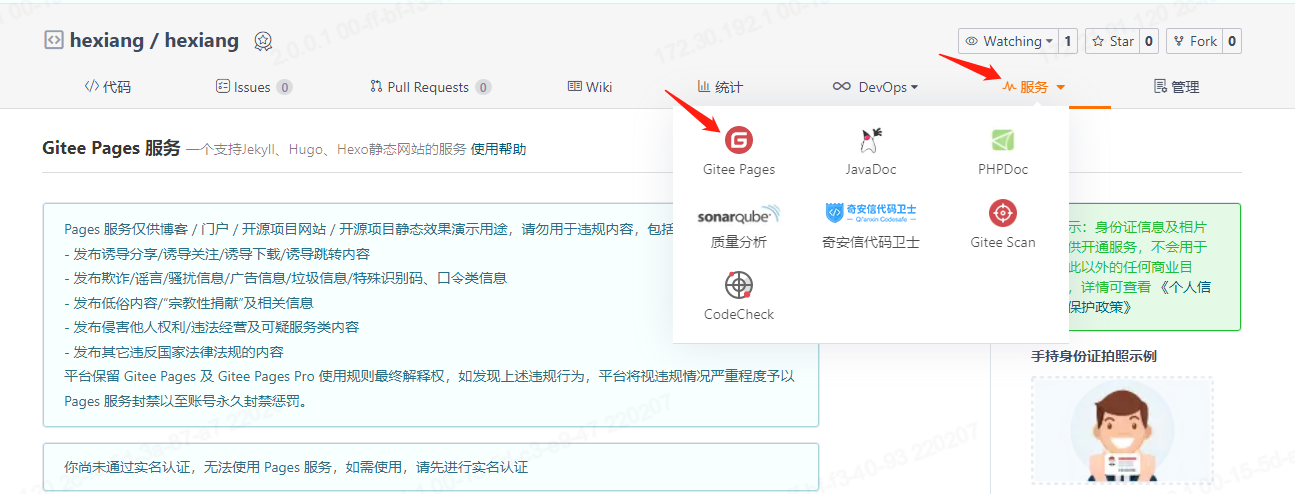 hexiang / hexiang
Watching 1 Star 0 Fork 0
代码 Issues 0 Pull Requests 0 Wiki 统计 DevOps 服务 管理
Gitee Pages 服务 一个支持Jekyll、Hugo、Hexo静态网站的服务 使用帮助
Gitee Pages JavaDoc PHPDoc
sonarqube 奇安信代码卫士
Qi'anxin Codesafe
质量分析 奇安信代码卫士 Gitee Scan
CodeCheck
Pages 服务仅供博客 / 门户 / 开源项目网站 / 开源项目静态效果演示用途，请勿用于违规内容，包括
- 发布诱导分享/诱导关注/诱导下载/诱导跳转内容
- 发布欺诈/谣言/骚扰信息/广告信息/垃圾信息/特殊识别码、口令类信息
- 发布低俗内容/“宗教性捐献”及相关信息
- 发布侵害他人权利/违法经营及可疑服务类内容
- 发布其它违反国家法律法规的内容
平台保留 Gitee Pages 及 Gitee Pages Pro 使用规则最终解释权，如发现上述违规行为，平台将视违规情况严重程度予以
Pages 服务封禁以至账号永久封禁惩罚。
你尚未通过实名认证，无法使用 Pages 服务，如需使用，请先进行实名认证
示：身份证信息及相片
供开通服务，不会用于
此以外的任何商业目
，详情可查看 《个人信
保护政策》
手持身份证拍照示例